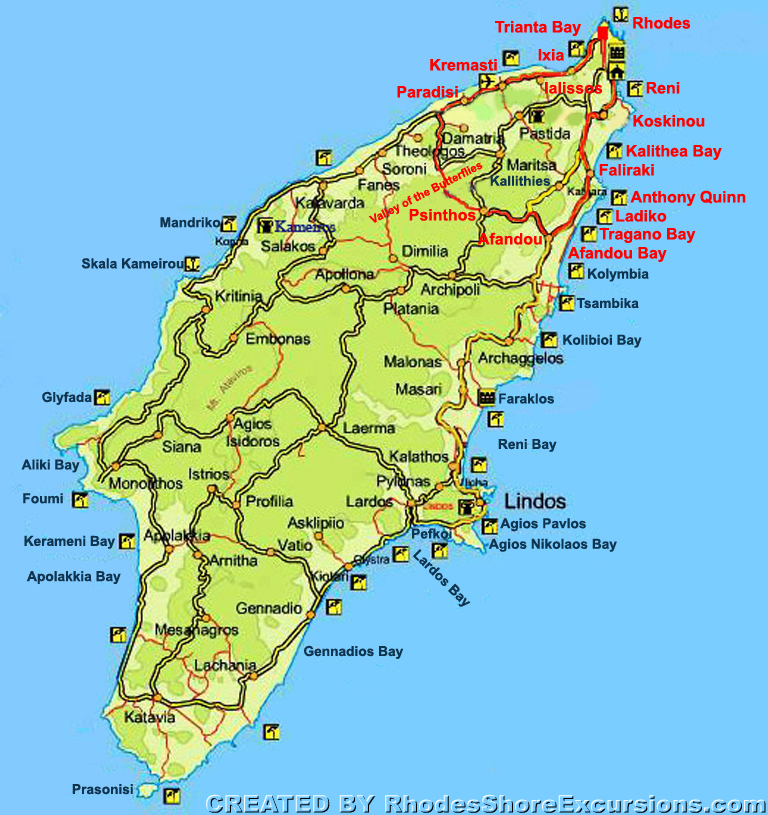 Trianta Bay
Rhodes
Kremasti
Ixia
Paradisi
Ialissos
Reni
Koskinou
Damatria
Pastida
Theologos
Kalithea Bay
Soroni
Maritsa
Faliraki
Fanes
Valley of the Butterflies
Kallithies
Anthony Quinn
Kalavarda
Psinthos
Ladiko
Mandriko
Kameiros
Afandou
Tragano Bay
Salakos
Dimilia
Afandou Bay
Skala Kameirou
Apollona
Archipoli
Kolymbia
Kritinia
Platania
Tsambika
Embonas
Kolibioi Bay
Malonas
Archaggelos
Mt. Ataviros
Masari
Glyfada
Faraklos
Agios
Isidoros
Laerma
Siana
Reni Bay
Aliki Bay
Kalathos
Istrios
Monolithos
Pylonas
Foumi
Profilia
Lardos
Lindos
Lindos
Asklipiio
Agios Pavlos
Kerameni Bay
Apolakkia
Vatio
Pefkoi
Agios Nikolaos Bay
Arnitha
Glystra
Lardos Bay
Apolakkia Bay
Kiotari
Gennadio
Mesanagros
Gennadios Bay
Lachania
Katavia
Prasonisi
CREATED BY RhodesShoreExcursions.com